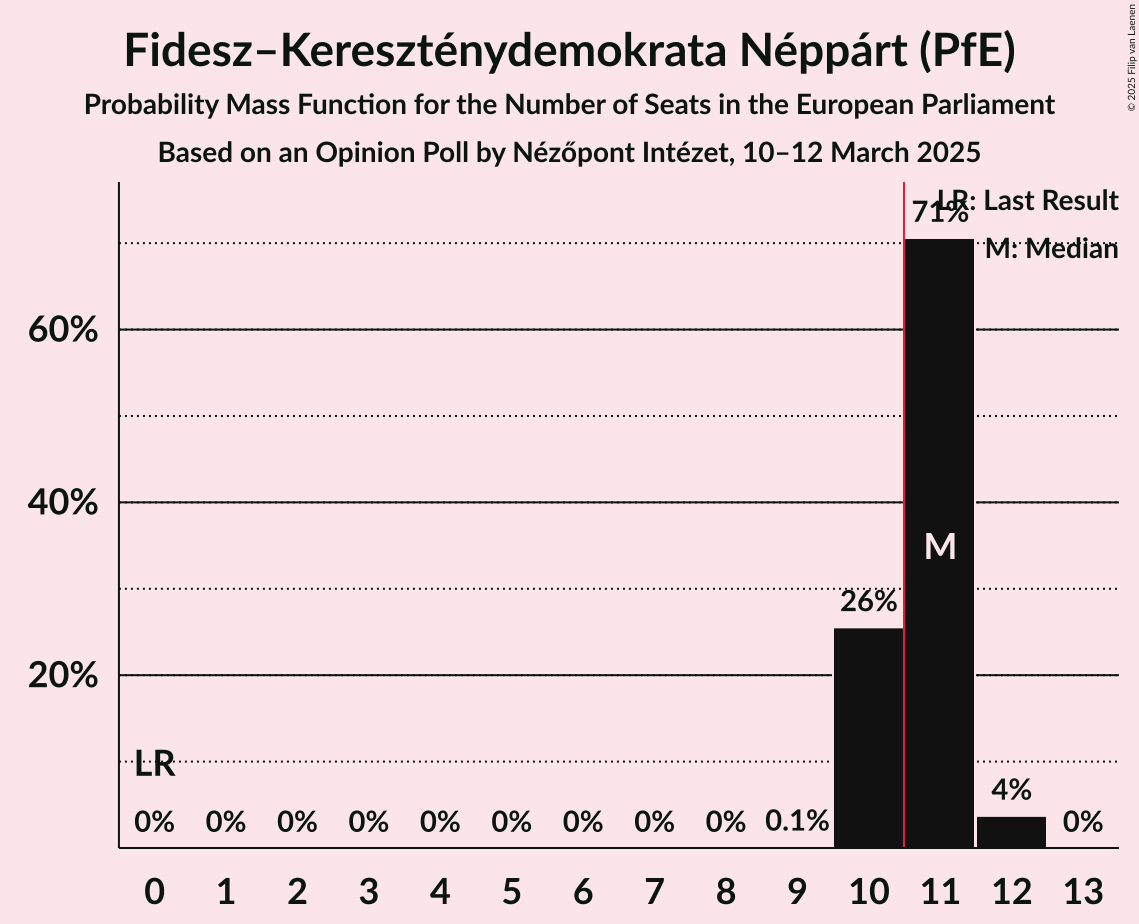 Fidesz–Kereszténydemokrata Néppárt (PfE)
Probability Mass Function for the Number of Seats in the European Parliament
Based on an Opinion Poll by Nézőpont Intézet, 10–12 March 2025
© 2025 Filip van Laenen
LR: Last Result
71%
M: Median
60%
40%
M
26%
20%
LR
4%
0% 0% 0% 0% 0% 0% 0% 0% 0% 0.1% 0%
0 1 2 3 4 5 6 7 8 9 10 11 12 13